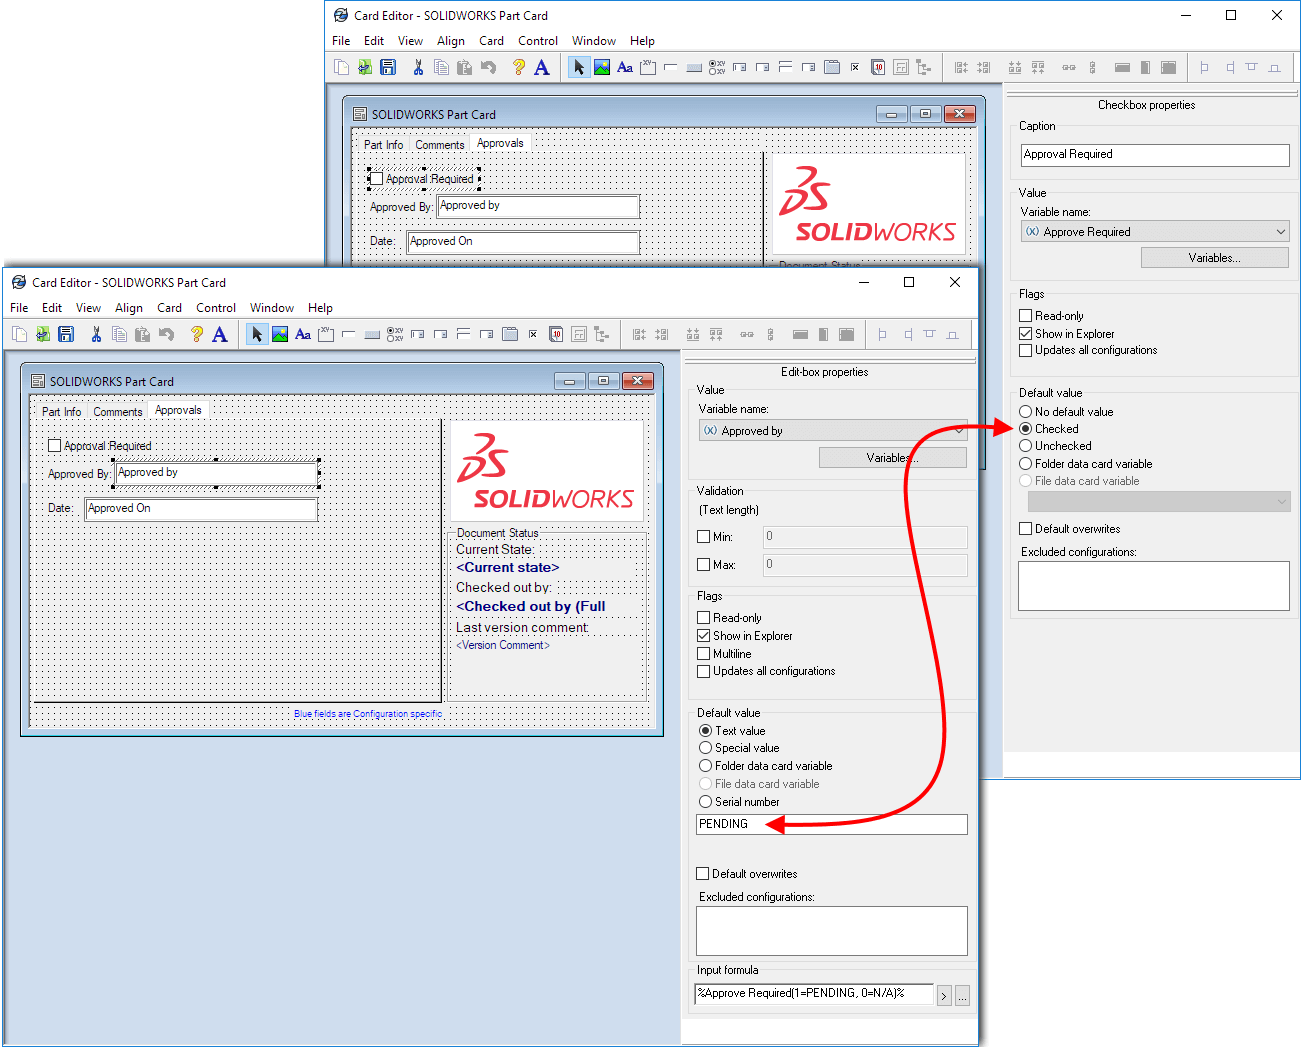 Card Editor - SOLIDWORKS Part Card
File Edit View Align Card Control Window Help
SOLIDWORKS Part Card
Part Info Comments Approvals
Approval Required
Approved By: Approved by
Date: Approved On
SOLIDWORKS
Checkbox properties
Caption
Approval Required
Value
Variable name:
(x) Approve Required
Variables...
Flags
Read-only
Show in Explorer
Updates all configurations
Default value
No default value
Checked
Unchecked
Folder data card variable
File data card variable
Default overwrites
Excluded configurations:
Card Editor - SOLIDWORKS Part Card
File Edit View Align Card Control Window Help
SOLIDWORKS Part Card
Part Info Comments Approvals
Approval Required
Approved By: Approved by
Date: Approved On
SOLIDWORKS
Document Status
Current State:
<Current state>
Checked out by:
<Checked out by (Full
Last version comment:
<Version Comment>
Blue fields are Configuration specific
Edit-box properties
Value
Variable name:
(x) Approved by
Variables...
Validation
(Text length)
Min: 0
Max: 0
Flags
Read-only
Show in Explorer
Multiline
Updates all configurations
Default value
Text value
Special value
Folder data card variable
File data card variable
Serial number
PENDING
Default overwrites
Excluded configurations:
Input formula
%Approve Required(1=PENDING, 0=N/A)% > ...